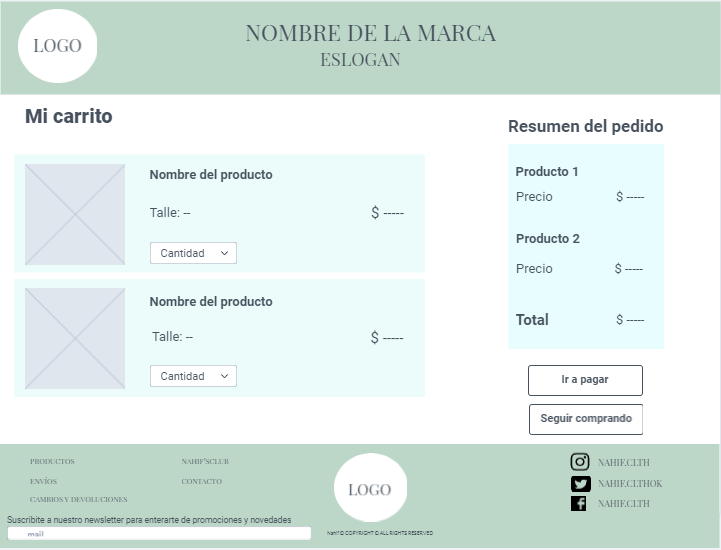 LOGO
NOMBRE DE LA MARCA
ESLOGAN
Mi carrito
Nombre del producto
Talle: --
$ -----
Cantidad
Nombre del producto
Talle: --
$ -----
Cantidad
Resumen del pedido
Producto 1
Precio $ -----
Producto 2
Precio $ -----
Total $ -----
Ir a pagar
Seguir comprando
PRODUCTOS
ENVÍOS
CAMBIOS Y DEVOLUCIONES
NAHIF'SCLUB
CONTACTO
Suscribite a nuestro newsletter para enterarte de promociones y novedades
mail
LOGO
Nahif © COPYRIGHT © ALL RIGHTS RESERVED
NAHIF.CLTH
NAHIF.CLTHOK
NAHIF.CLTH